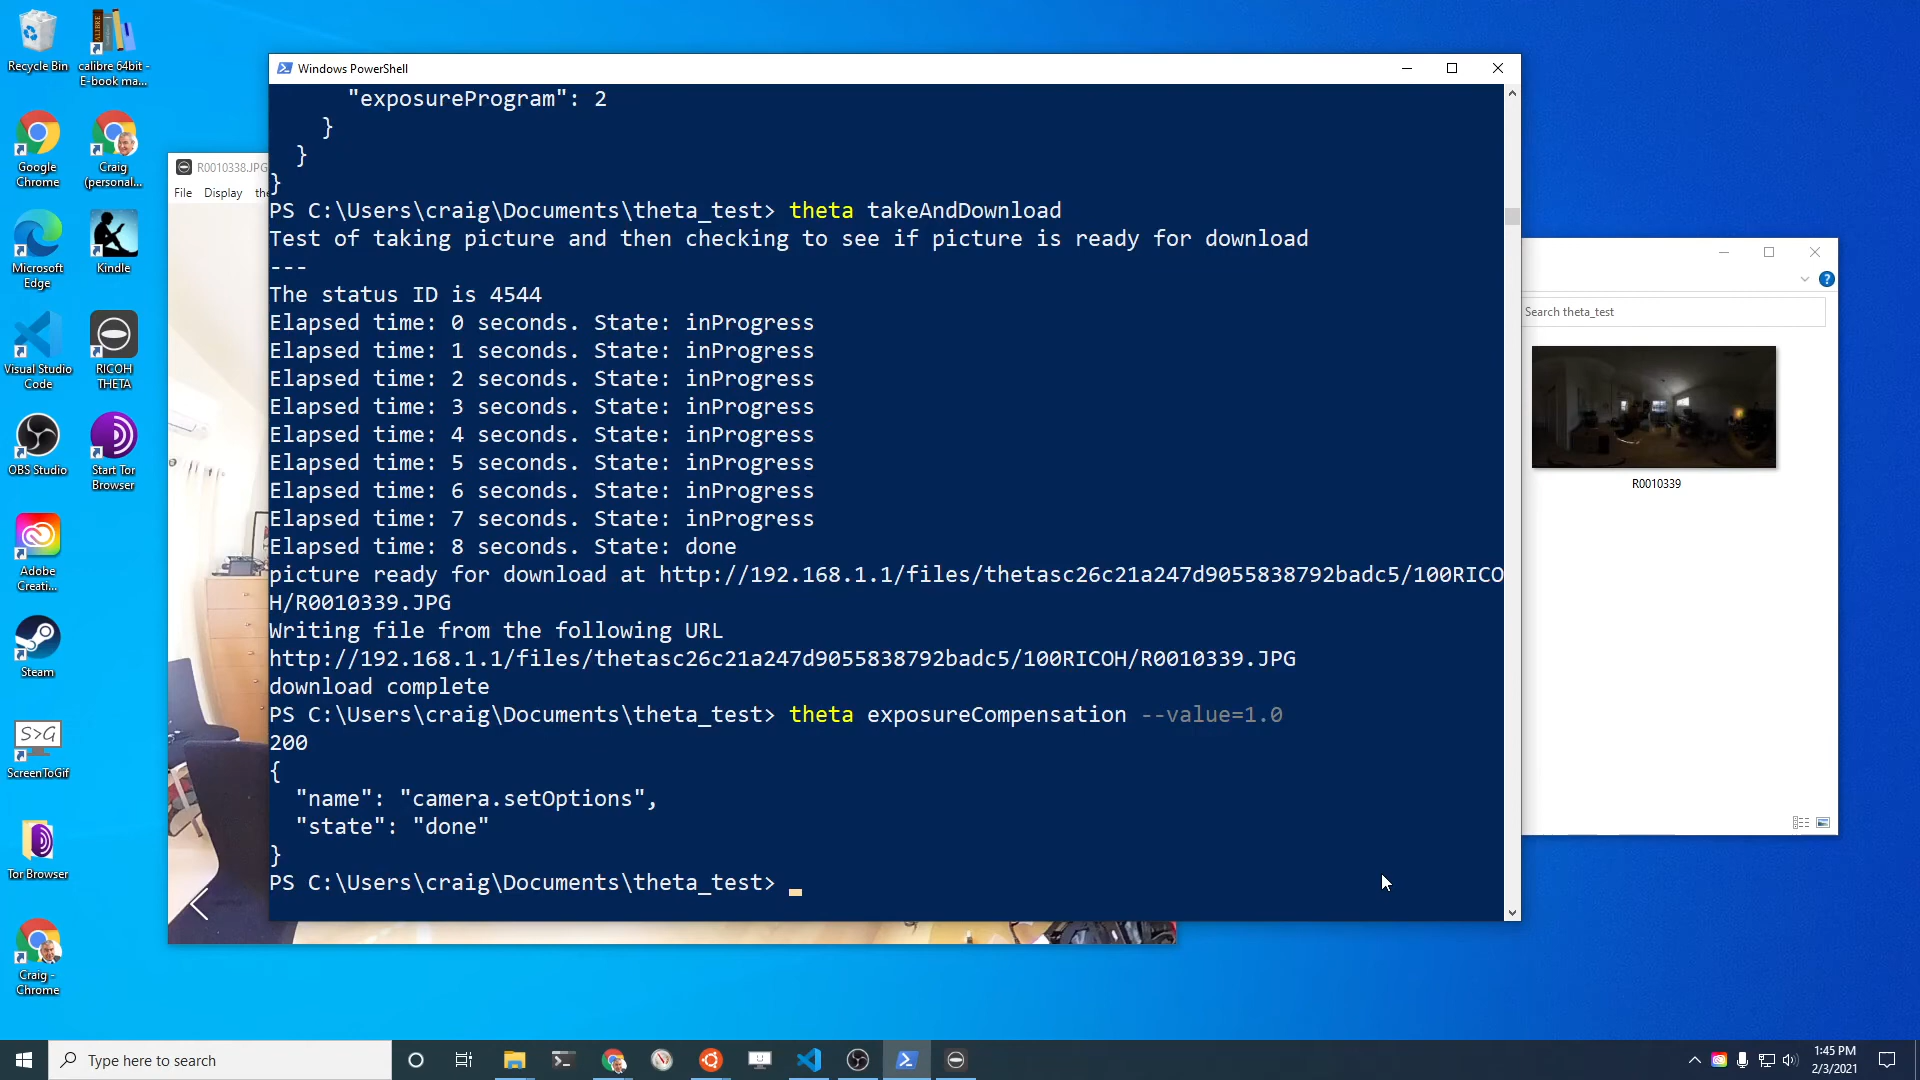 Recycle Bin
calibre 64bit -
E-book ma...
Google
Chrome
Craig
(personal...
Microsoft
Edge
Kindle
Visual Studio
Code
RICOH
THETA
OBS Studio
Start Tor
Browser
Adobe
Creati...
Steam
S>G
ScreenToGif
Tor Browser
Craig -
Chrome
R0010338.JPG
File Display th
Windows PowerShell
"exposureProgram": 2
}
}
}
PS C:\Users\craig\Documents\theta_test> theta takeAndDownload
Test of taking picture and then checking to see if picture is ready for download
---
The status ID is 4544
Elapsed time: 0 seconds. State: inProgress
Elapsed time: 1 seconds. State: inProgress
Elapsed time: 2 seconds. State: inProgress
Elapsed time: 3 seconds. State: inProgress
Elapsed time: 4 seconds. State: inProgress
Elapsed time: 5 seconds. State: inProgress
Elapsed time: 6 seconds. State: inProgress
Elapsed time: 7 seconds. State: inProgress
Elapsed time: 8 seconds. State: done
picture ready for download at http://192.168.1.1/files/thetasc26c21a247d9055838792badc5/100RICO
H/R0010339.JPG
Writing file from the following URL
http://192.168.1.1/files/thetasc26c21a247d9055838792badc5/100RICOH/R0010339.JPG
download complete
PS C:\Users\craig\Documents\theta_test> theta exposureCompensation --value=1.0
200
{
"name": "camera.setOptions",
"state": "done"
}
PS C:\Users\craig\Documents\theta_test>
Search theta_test
R0010339
Type here to search
1:45 PM
2/3/2021